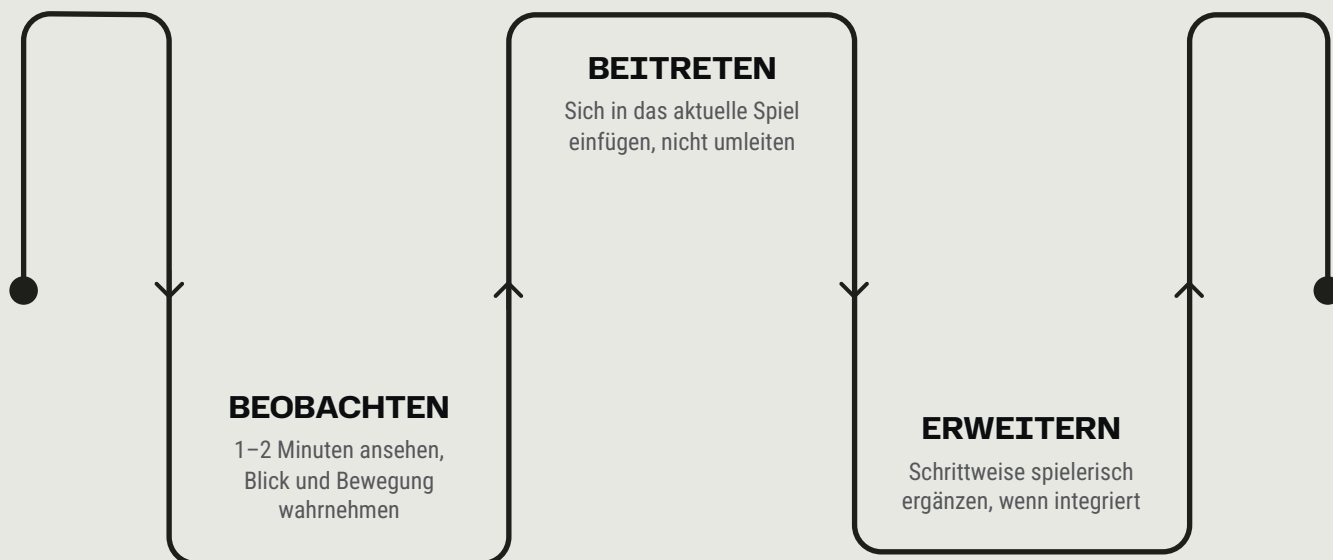 BEOBACHTEN
1–2 Minuten ansehen,
Blick und Bewegung
wahrnehmen
BEITRETEN
Sich in das aktuelle Spiel
einfügen, nicht umleiten
ERWEITERN
Schrittweise spielerisch
ergänzen, wenn integriert